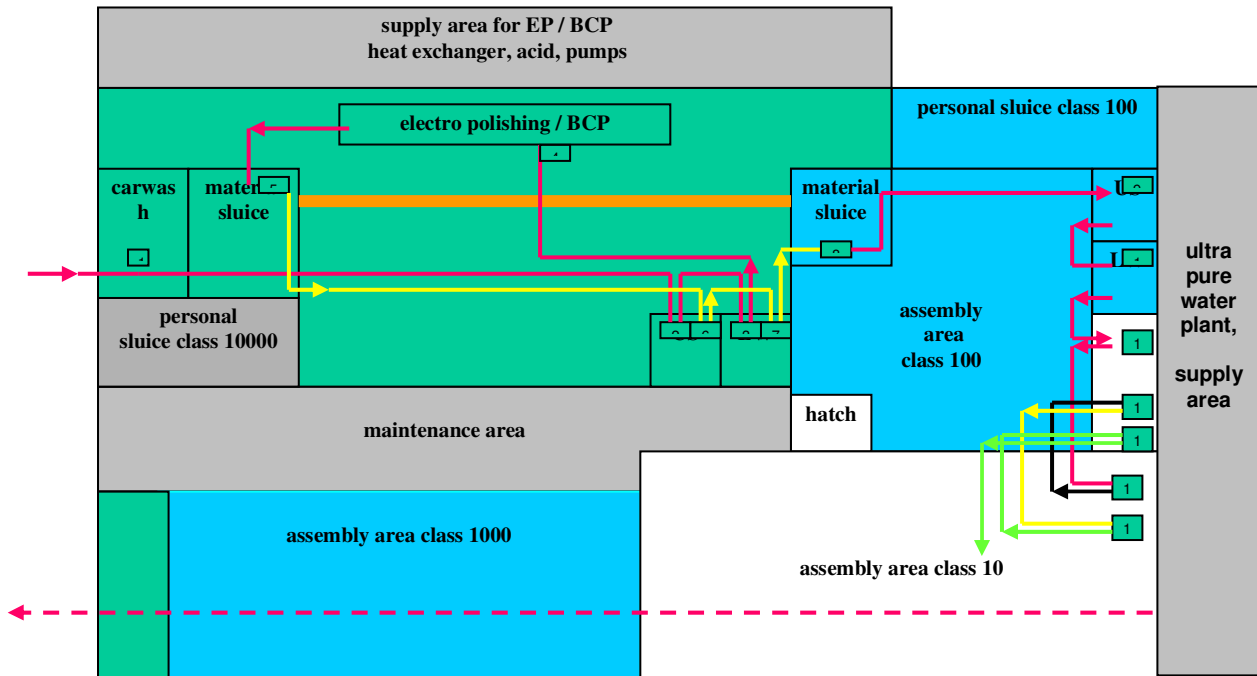 supply area for EP / BCP
heat exchanger, acid, pumps
personal sluice class 100
electro polishing / BCP
carwas
h
sluice
material
sluice
personal
sluice class 10000
assembly
area
class 100
ultra
pure
water
plant,
supply
area
1
1
1
hatch
maintenance area
1
1
assembly area class 1000
assembly area class 10